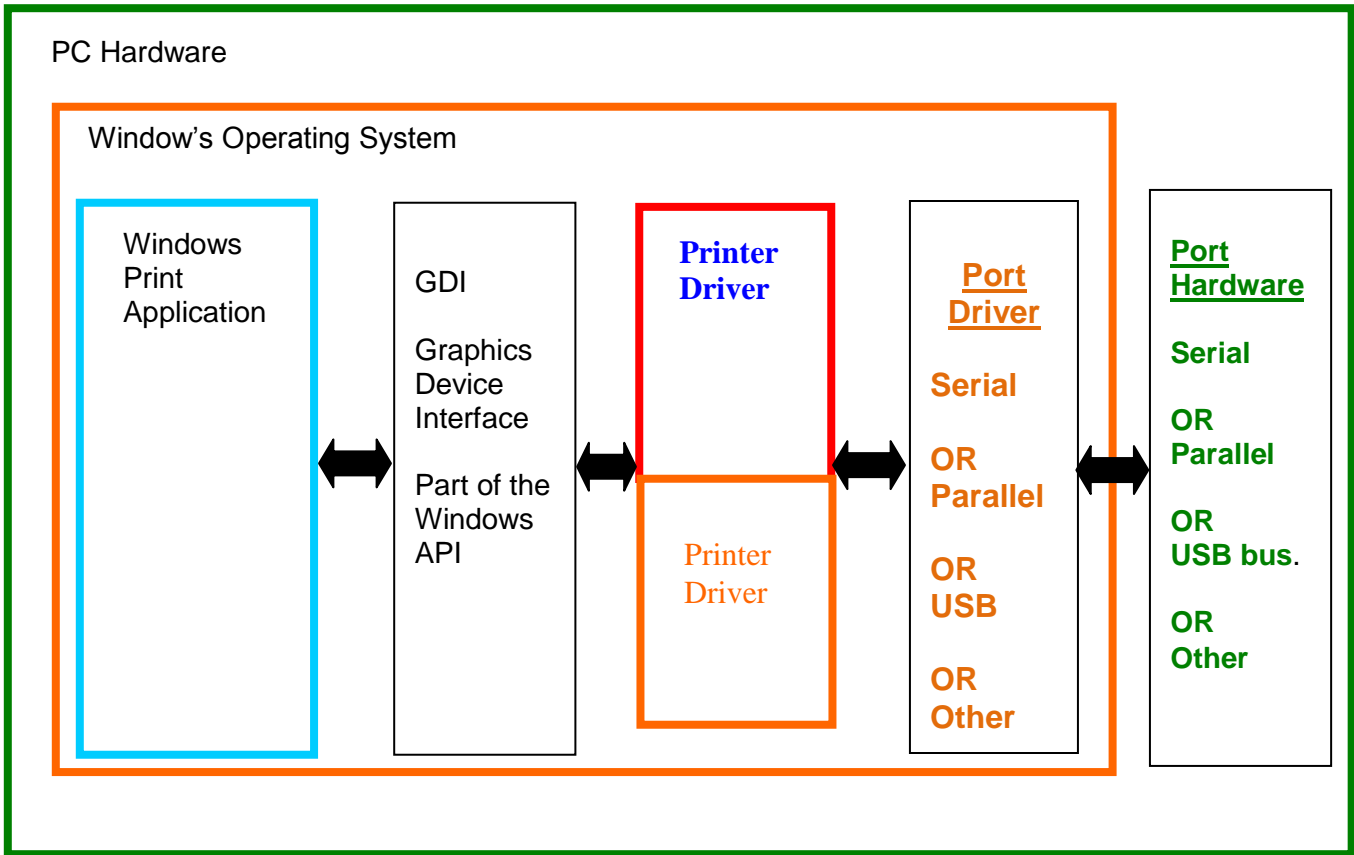 PC Hardware
Window’s Operating System
Windows
Print
Application
GDI
Graphics
Device
Interface
Part of the
Windows
API
Printer
Driver
Printer
Driver
Port
Driver
Serial
OR
Parallel
OR
USB
OR
Other
Port
Hardware
Serial
OR
Parallel
OR
USB bus.
OR
Other